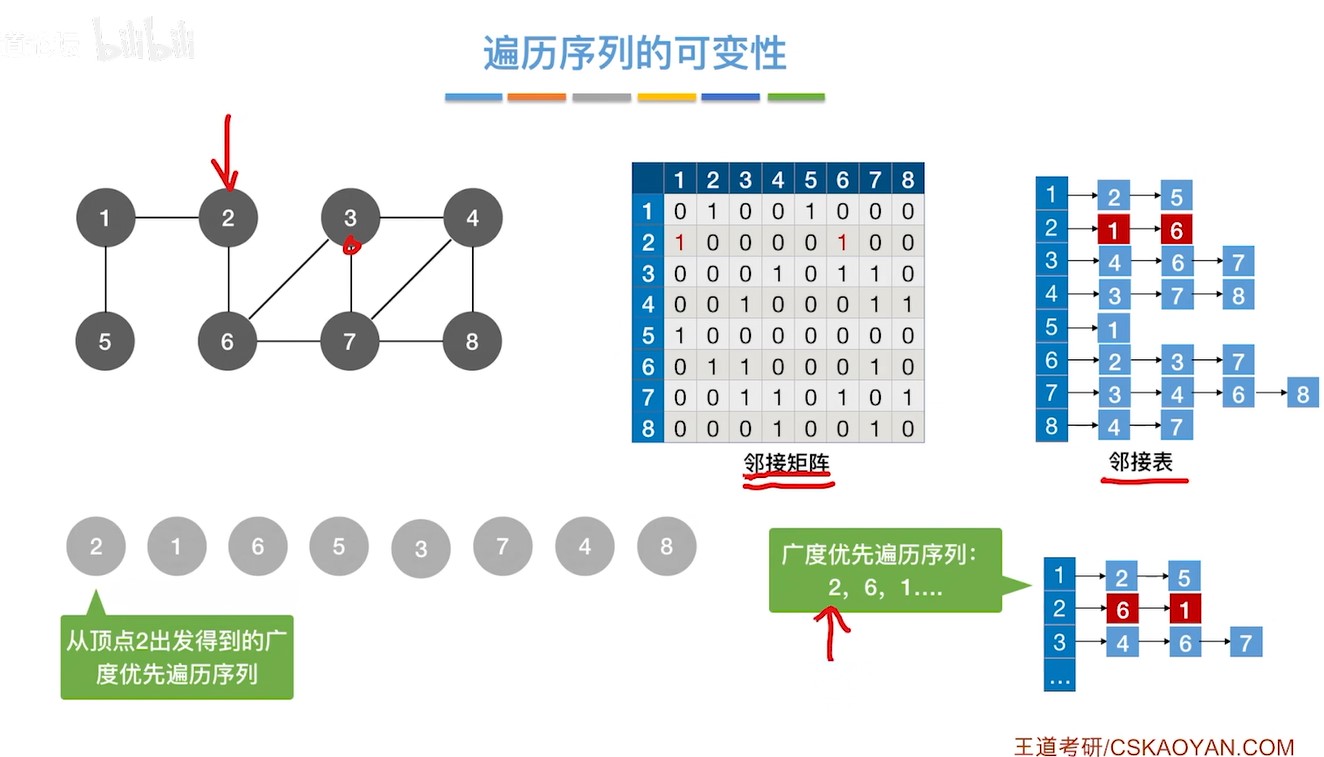 bilibili
遍历序列的可变性
1 2 3 4
5 6 7 8
1 2 3 4 5 6 7 8
1 0 1 0 0 1 0 0 0
2 1 0 0 0 0 1 0 0
3 0 0 0 1 0 1 1 0
4 0 0 1 0 0 0 1 1
5 1 0 0 0 0 0 0 0
6 0 1 1 0 0 0 1 0
7 0 0 1 1 0 1 0 1
8 0 0 0 1 0 0 1 0
邻接矩阵
1 2 5
2 1 6
3 4 6 7
4 3 7 8
5 1
6 2 3 7
7 3 4 6 8
8 4 7
邻接表
2 1 6 5 3 7 4 8
从顶点2出发得到的广
度优先遍历序列
广度优先遍历序列：
2，6，1....
1 2 5
2 6 1
3 4 6 7
...
王道考研/CSKAOYAN.COM